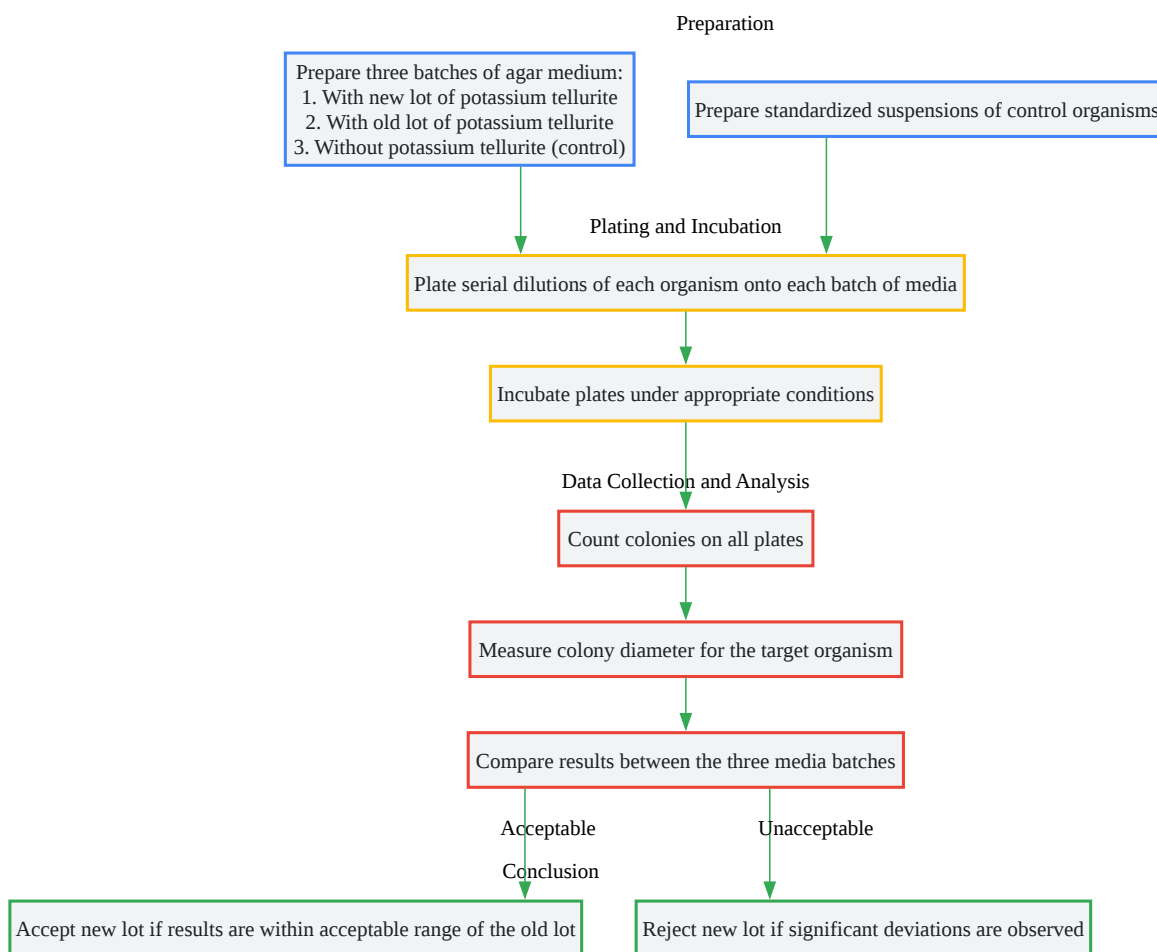 Preparation
Prepare three batches of agar medium:
1. With new lot of potassium tellurite
2. With old lot of potassium tellurite
3. Without potassium tellurite (control)
Prepare standardized suspensions of control organisms
Plating and Incubation
Plate serial dilutions of each organism onto each batch of media
Incubate plates under appropriate conditions
Data Collection and Analysis
Count colonies on all plates
Measure colony diameter for the target organism
Compare results between the three media batches
Acceptable
Unacceptable
Conclusion
Accept new lot if results are within acceptable range of the old lot
Reject new lot if significant deviations are observed